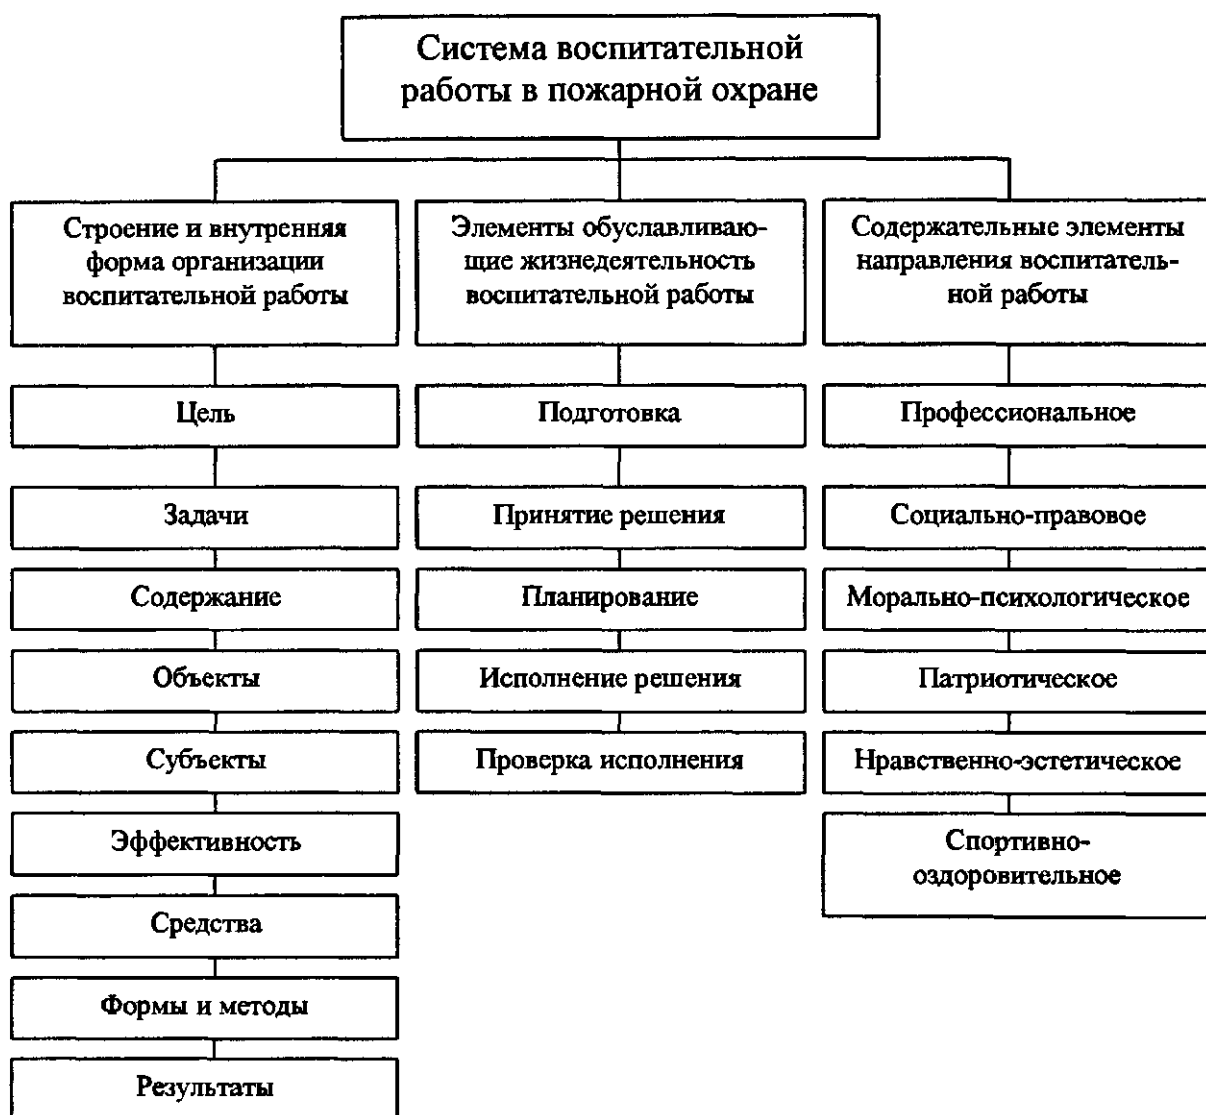 Система воспитательной
работы в пожарной охране
Строение и внутренняя
форма организации
воспитательной работы
Цель
Задачи
Содержание
Объекты
Субъекты
Эффективность
Средства
Формы и методы
Результаты
Элементы обуславливаю-
щие жизнедеятельность
воспитательной работы
Подготовка
Принятие решения
Планирование
Исполнение решения
Проверка исполнения
Содержательные элементы
направления воспитатель-
ной работы
Профессиональное
Социально-правовое
Морально-психологическое
Патриотическое
Нравственно-эстетическое
Спортивно-
оздоровительное